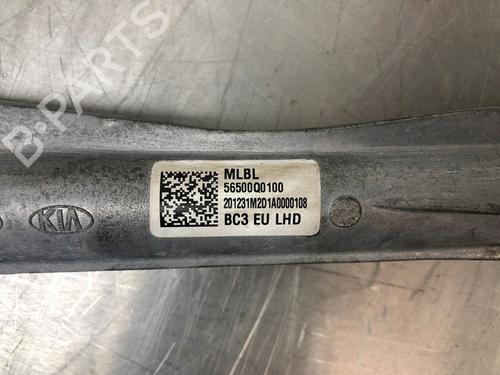 B-PARTS
MLBL
56500Q0100
201231M2D1A0000108
BC3 EU LHD
KIA